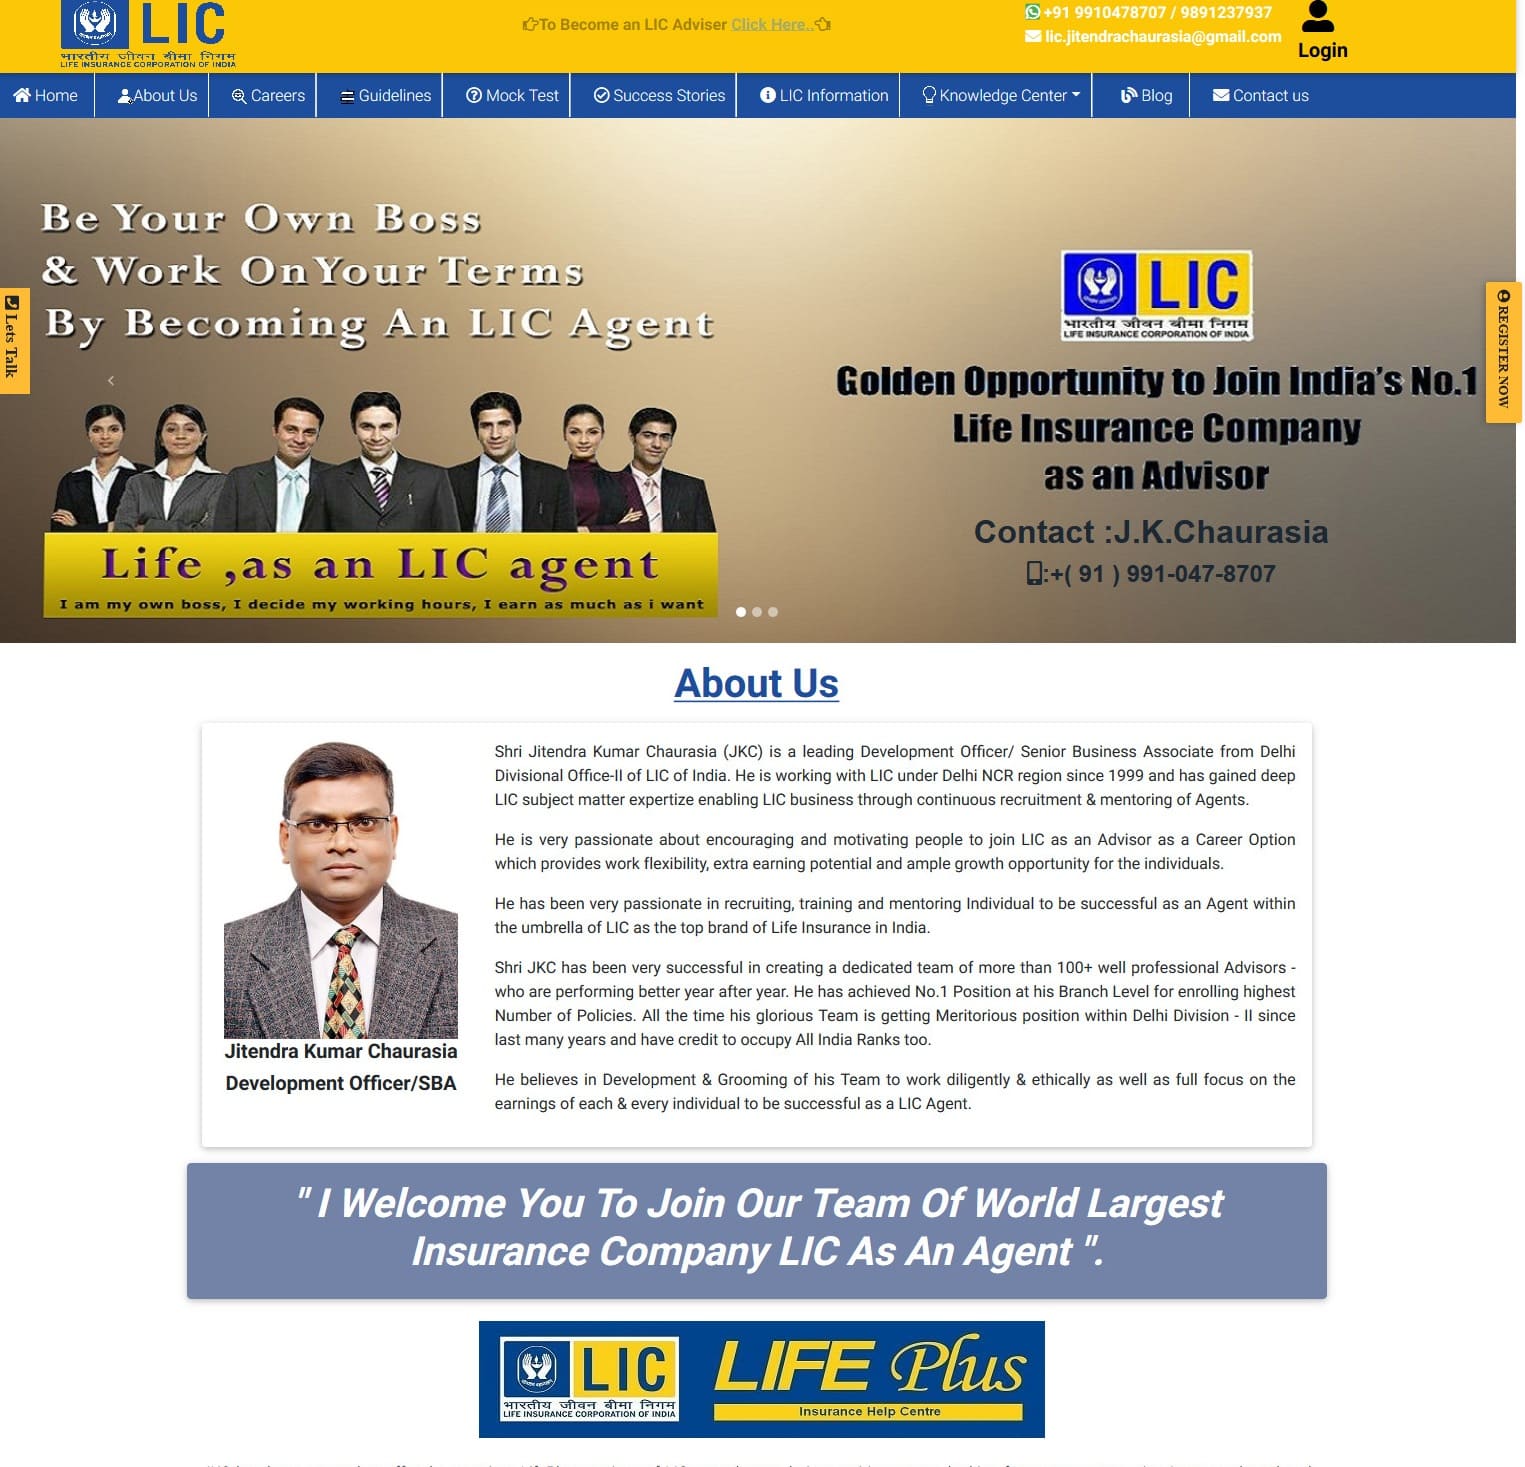 LIC
भारतीय जीवन बीमा निगम
LIFE INSURANCE CORPORATION OF INDIA
To Become an LIC Adviser Click Here..
+91 9910478707 / 9891237937
lic.jitendrachaurasia@gmail.com
Login
Home
About Us
Careers
Guidelines
Mock Test
Success Stories
LIC Information
Knowledge Center
Blog
Contact us
Be Your Own Boss
& Work OnYour Terms
By Becoming An LIC Agent
Lets Talk
Life ,as an LIC agent
I am my own boss, I decide my working hours, I earn as much as i want
LIC
भारतीय जीवन बीमा निगम
LIFE INSURANCE CORPORATION OF INDIA
Golden Opportunity to Join India's No.1
Life Insurance Company
as an Advisor
Contact :J.K.Chaurasia
:+( 91 ) 991-047-8707
REGISTER NOW
About Us
Jitendra Kumar Chaurasia
Development Officer/SBA
Shri Jitendra Kumar Chaurasia (JKC) is a leading Development Officer/ Senior Business Associate from Delhi
Divisional Office-II of LIC of India. He is working with LIC under Delhi NCR region since 1999 and has gained deep
LIC subject matter expertize enabling LIC business through continuous recruitment & mentoring of Agents.
He is very passionate about encouraging and motivating people to join LIC as an Advisor as a Career Option
which provides work flexibility, extra earning potential and ample growth opportunity for the individuals.
He has been very passionate in recruiting, training and mentoring Individual to be successful as an Agent within
the umbrella of LIC as the top brand of Life Insurance in India.
Shri JKC has been very successful in creating a dedicated team of more than 100+ well professional Advisors -
who are performing better year after year. He has achieved No.1 Position at his Branch Level for enrolling highest
Number of Policies. All the time his glorious Team is getting Meritorious position within Delhi Division - II since
last many years and have credit to occupy All India Ranks too.
He believes in Development & Grooming of his Team to work diligently & ethically as well as full focus on the
earnings of each & every individual to be successful as a LIC Agent.
" I Welcome You To Join Our Team Of World Largest
Insurance Company LIC As An Agent ".
LIC
भारतीय जीवन बीमा निगम
LIFE INSURANCE CORPORATION OF INDIA
LIFE Plus
Insurance Help Centre